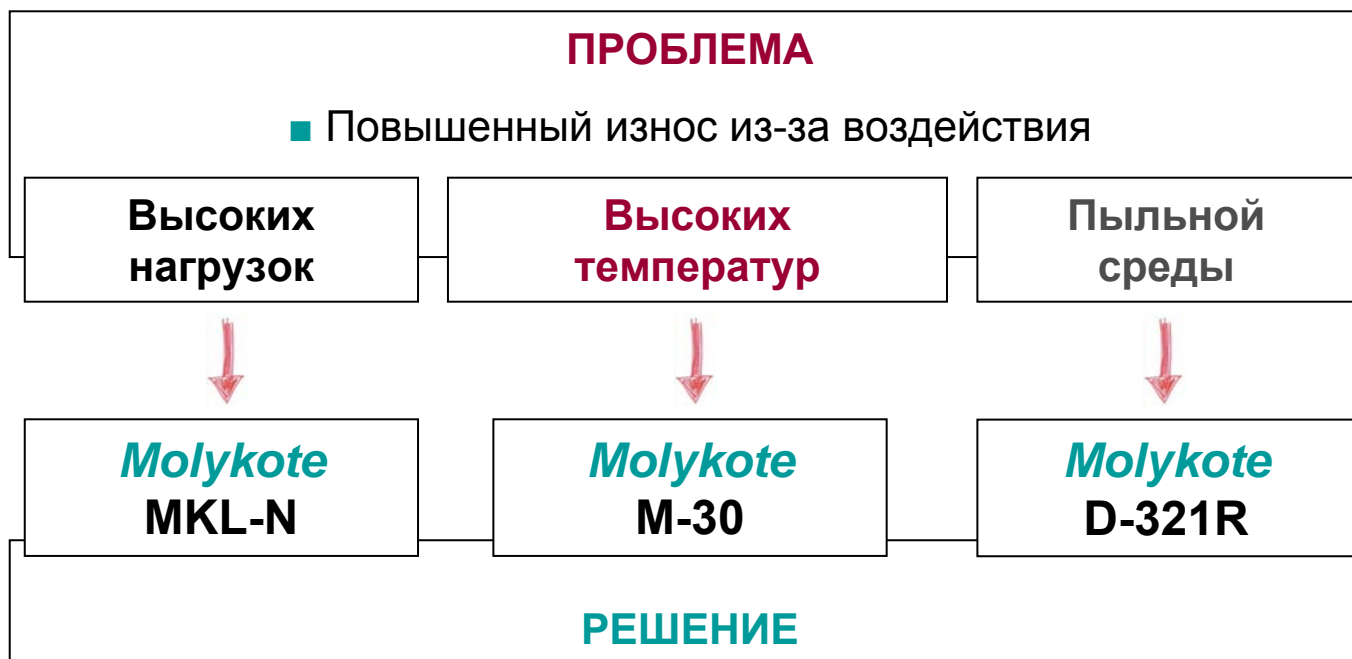 ПРОБЛЕМА
■ Повышенный износ из-за воздействия
Высоких
нагрузок
Высоких
температур
Пыльной
среды
Molykote
MKL-N
Molykote
M-30
Molykote
D-321R
РЕШЕНИЕ